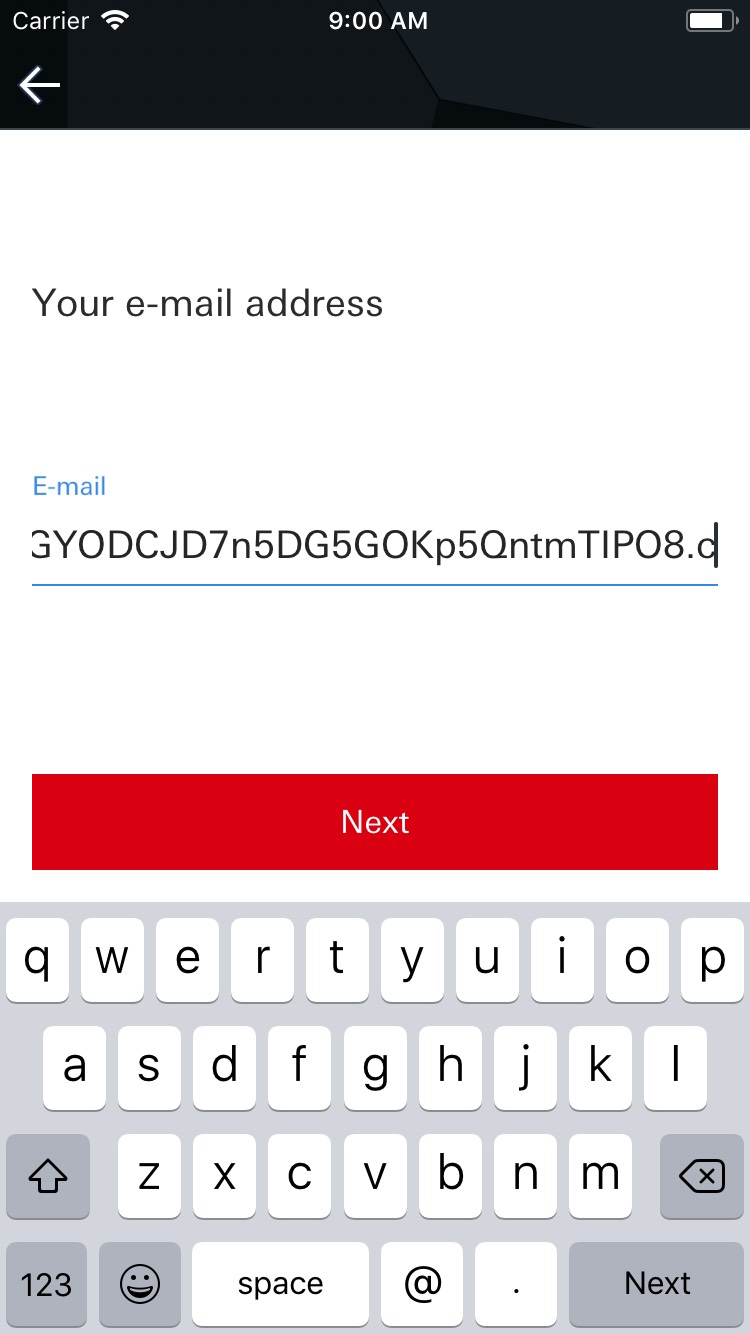 Carrier 9:00 AM
Your e-mail address
E-mail
GYODCJD7n5DG5GOKp5QntmTIPO8.c
Next
q w e r t y u i o p
a s d f g h j k l
z x c v b n m
123 space @ . Next